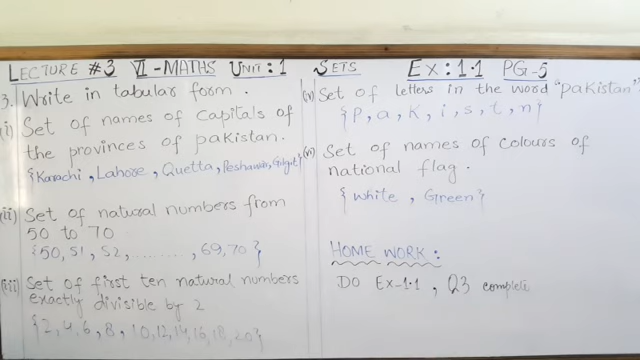 LECTURE #3 VI-MATHS UNIT:1 SETS EX:1.1 PG-5
3. Write in tabular form.
(i) Set of names of capitals of
the provinces of pakistan.
{Karachi, Lahore, Quetta, Peshawar, Gilgit}
(ii) Set of natural numbers from
50 to 70
{50, 51, 52, ........, 69, 70}
(iii) Set of first ten natural numbers
exactly divisible by 2
{2, 4, 6, 8, 10, 12, 14, 16, 18, 20}
(v) Set of letters in the word "pakistan".
{P, a, k, i, s, t, n}
(vi) Set of names of colours of
national flag.
{white, Green}
HOME WORK:
DO Ex-1.1, Q3 complete